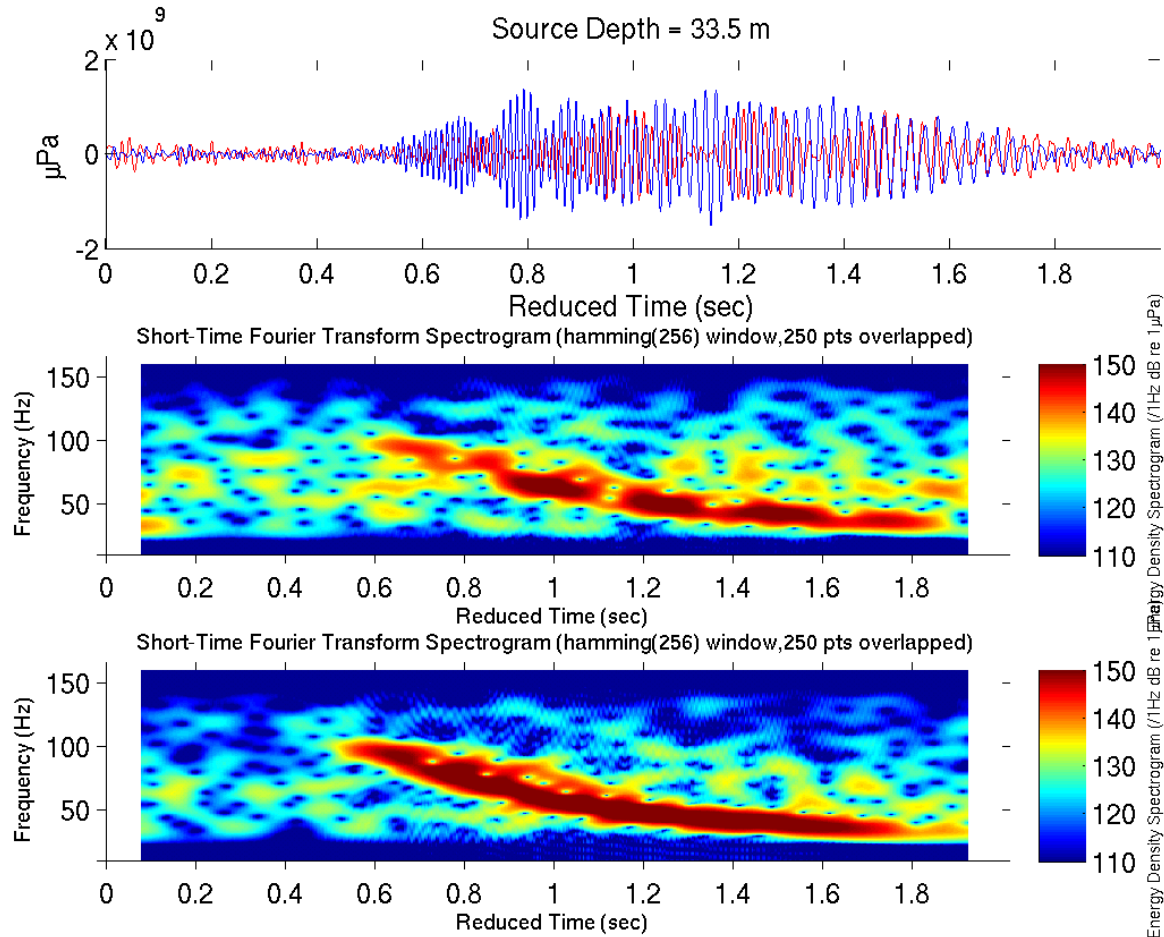 Source Depth = 33.5 m
x 10^9
2
0
-2
µPa
0 0.2 0.4 0.6 0.8 1 1.2 1.4 1.6 1.8
Reduced Time (sec)
Short-Time Fourier Transform Spectrogram (hamming(256) window,250 pts overlapped)
150
100
50
Frequency (Hz)
0 0.2 0.4 0.6 0.8 1 1.2 1.4 1.6 1.8
Reduced Time (sec)
150
140
130
120
110
Energy Density Spectrogram (/1Hz dB re 1µPa)
Short-Time Fourier Transform Spectrogram (hamming(256) window,250 pts overlapped)
150
100
50
Frequency (Hz)
0 0.2 0.4 0.6 0.8 1 1.2 1.4 1.6 1.8
Reduced Time (sec)
150
140
130
120
110
Energy Density Spectrogram (/1Hz dB re 1µPa)